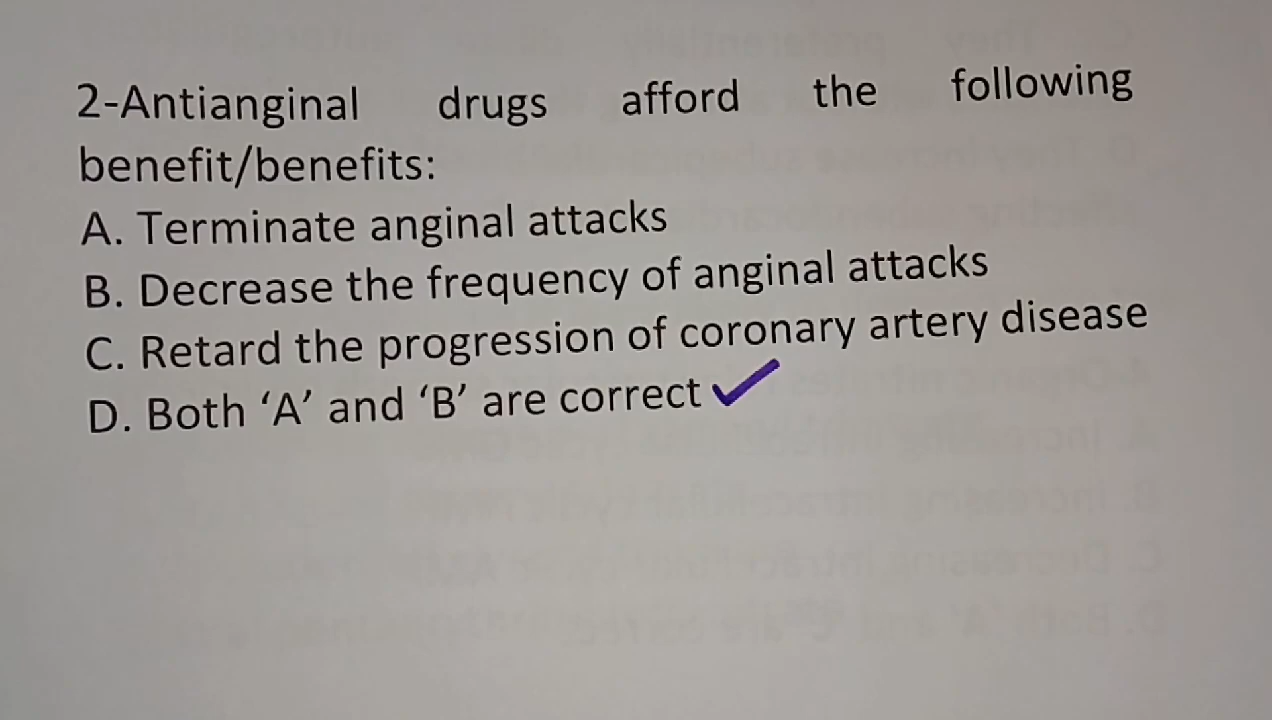 2-Antianginal drugs afford the following
benefit/benefits:
A. Terminate anginal attacks
B. Decrease the frequency of anginal attacks
C. Retard the progression of coronary artery disease
D. Both ‘A’ and ‘B’ are correct